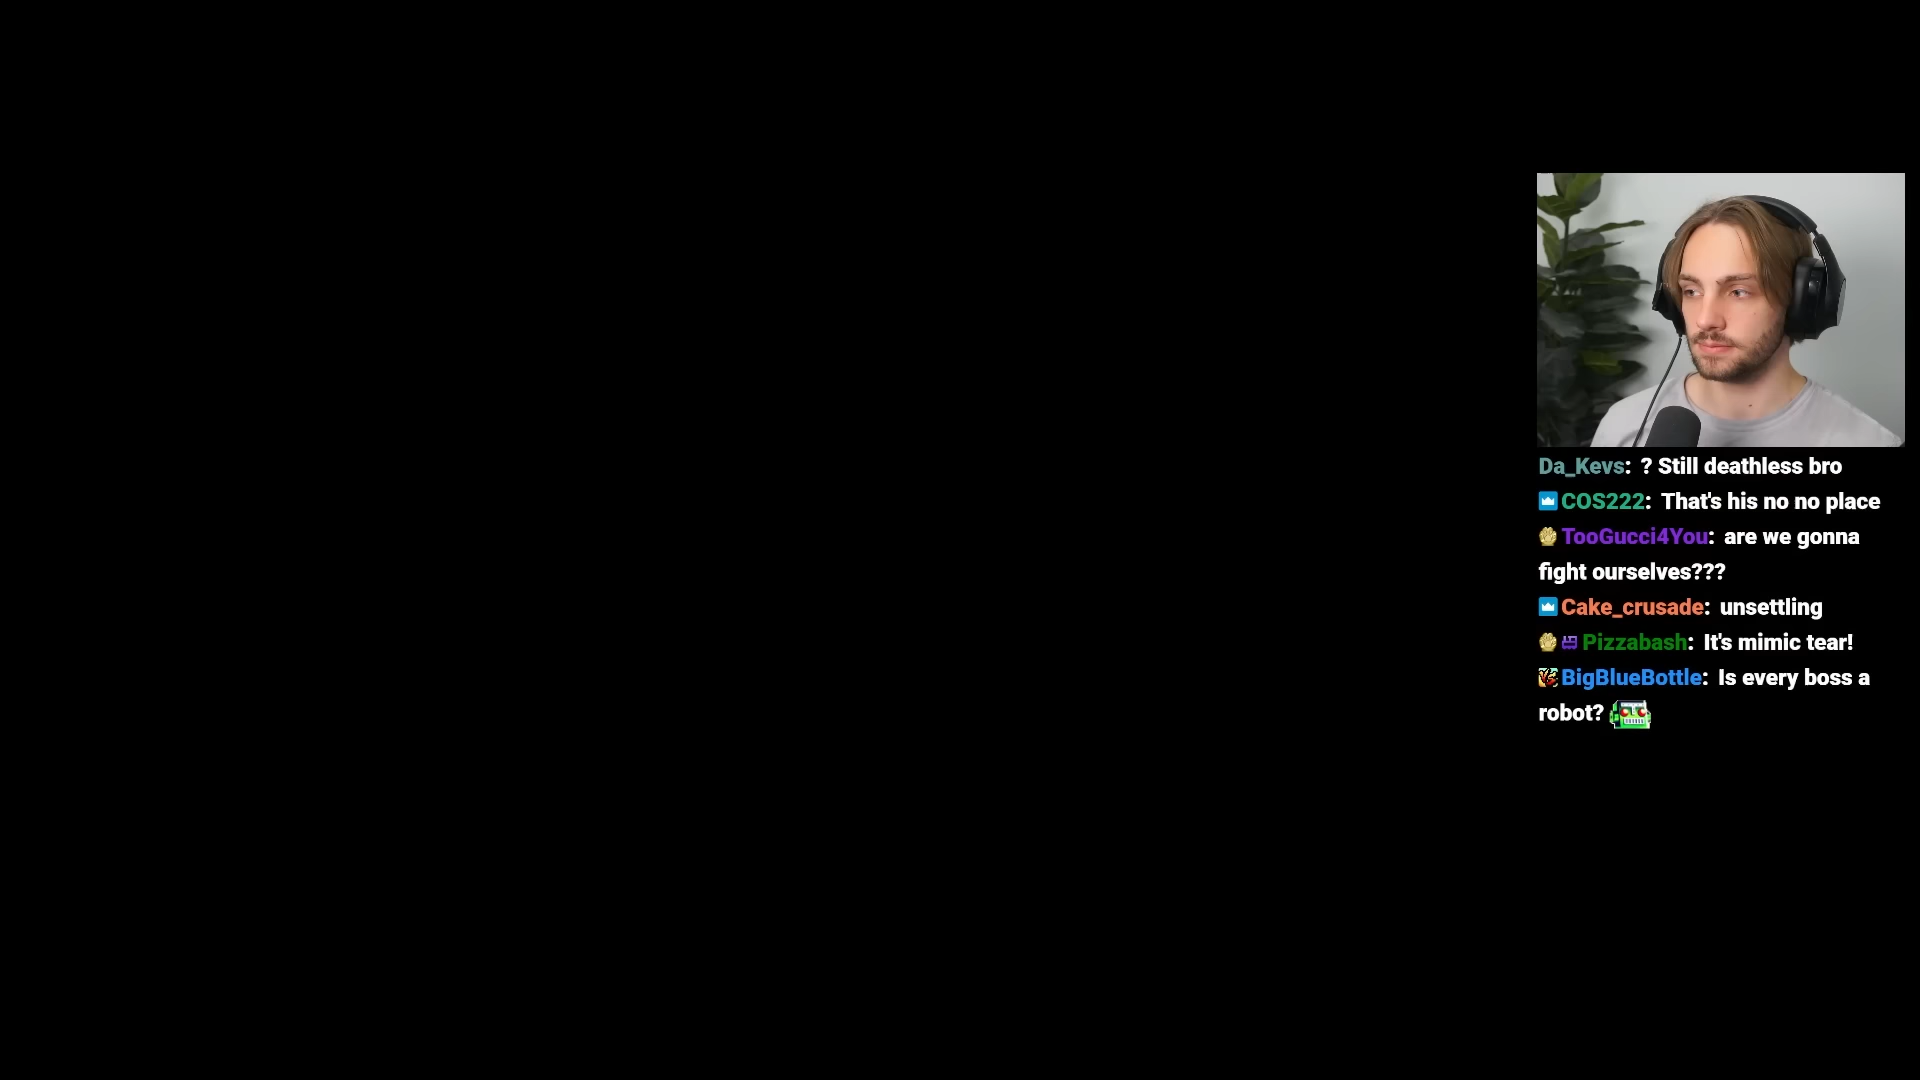 Da_Kevs: ? Still deathless bro
COS222: That's his no no place
TooGucci4You: are we gonna
fight ourselves???
Cake_crusade: unsettling
Pizzabash: It's mimic tear!
BigBlueBottle: Is every boss a
robot?